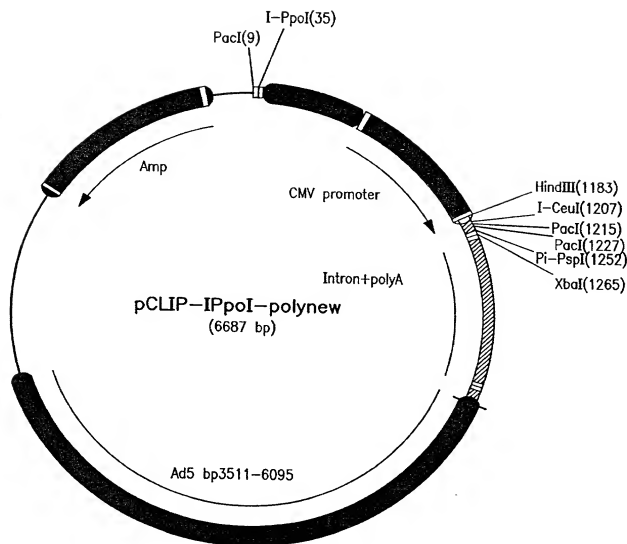 I-PpoI(35)
PacI(9)
Amp
CMV promoter
HindIII(1183)
I-CeuI(1207)
PacI(1215)
PacI(1227)
Pi-PspI(1252)
XbaI(1265)
Intron+polyA
pCLIP-IPpoI-polynew
(6687 bp)
Ad5 bp3511-6095